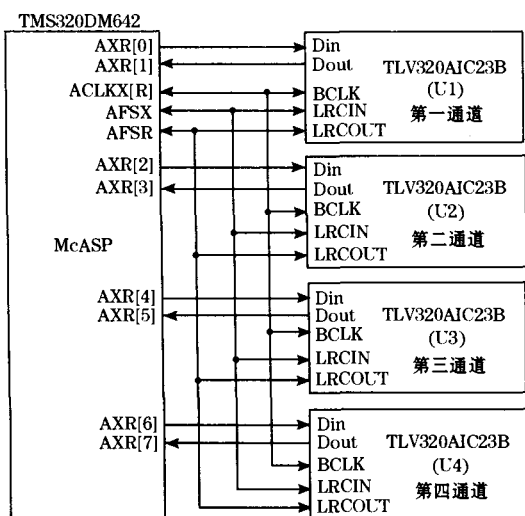 TMS320DM642
AXR[0]
AXR[1]
ACLKX[R]
AFSX
AFSR
AXR[2]
AXR[3]
McASP
AXR[4]
AXR[5]
AXR[6]
AXR[7]
Din
Dout TLV320AIC23B
BCLK (U1)
LRCIN 第一通道
LRCOUT
Din
Dout TLV320AIC23B
BCLK (U2)
LRCIN 第二通道
LRCOUT
Din
Dout TLV320AIC23B
BCLK (U3)
LRCIN 第三通道
LRCOUT
Din
Dout TLV320AIC23B
BCLK (U4)
LRCIN 第四通道
LRCOUT